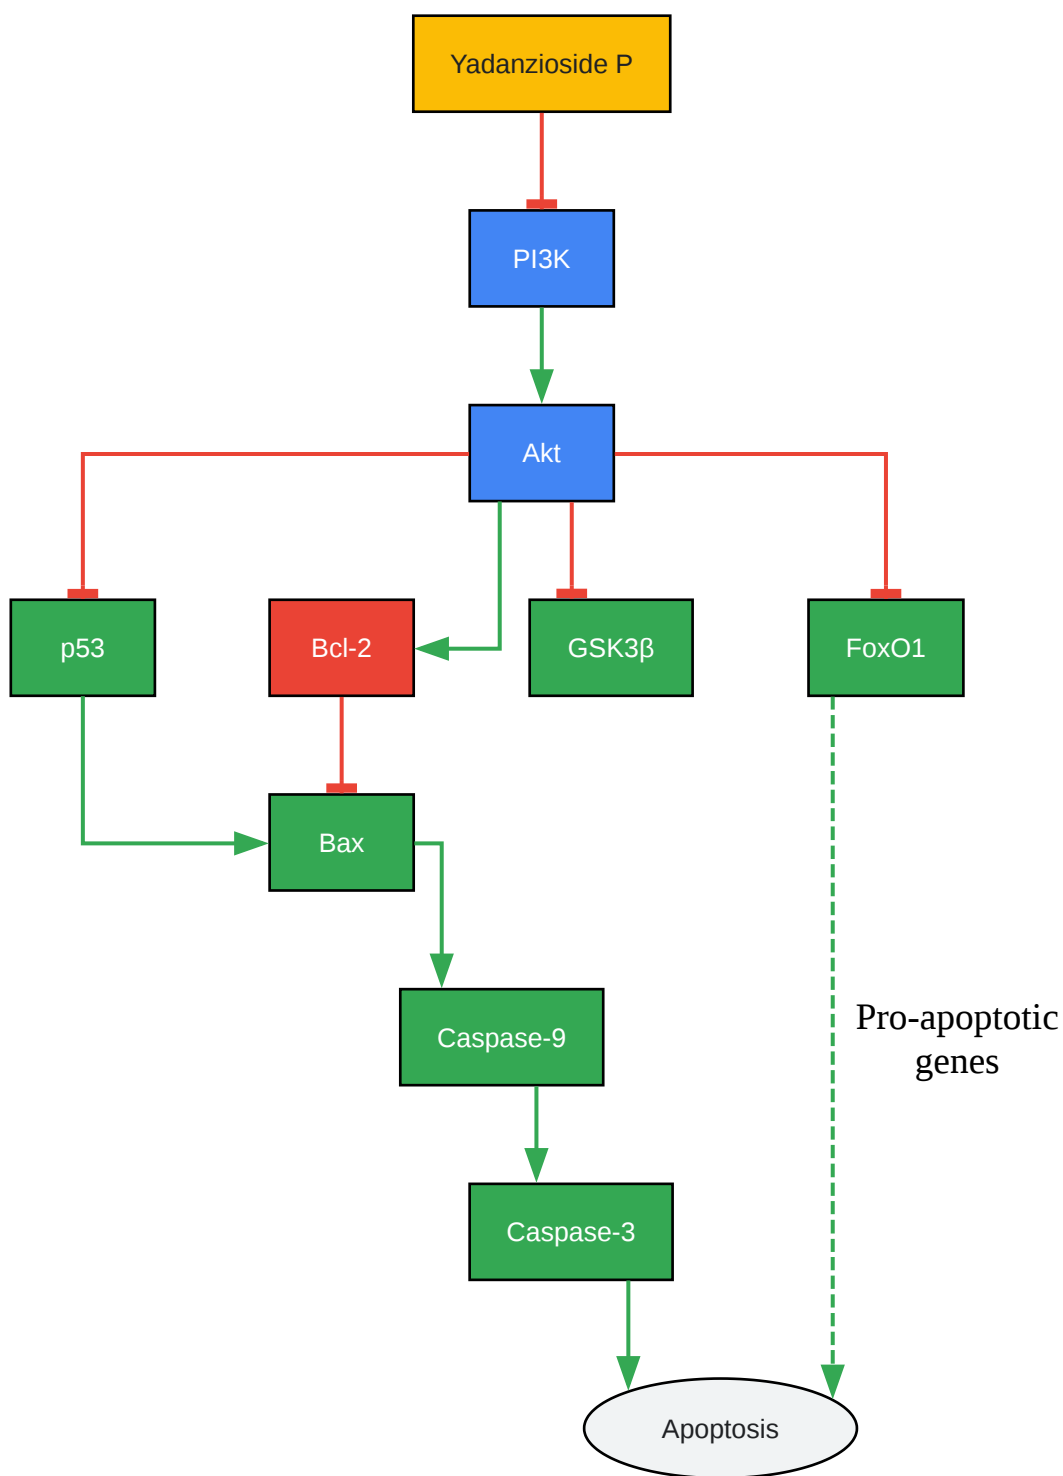 Yadanzioside P
PI3K
Akt
p53
Bcl-2
GSK3β
FoxO1
Bax
Caspase-9
Pro-apoptotic
genes
Caspase-3
Apoptosis